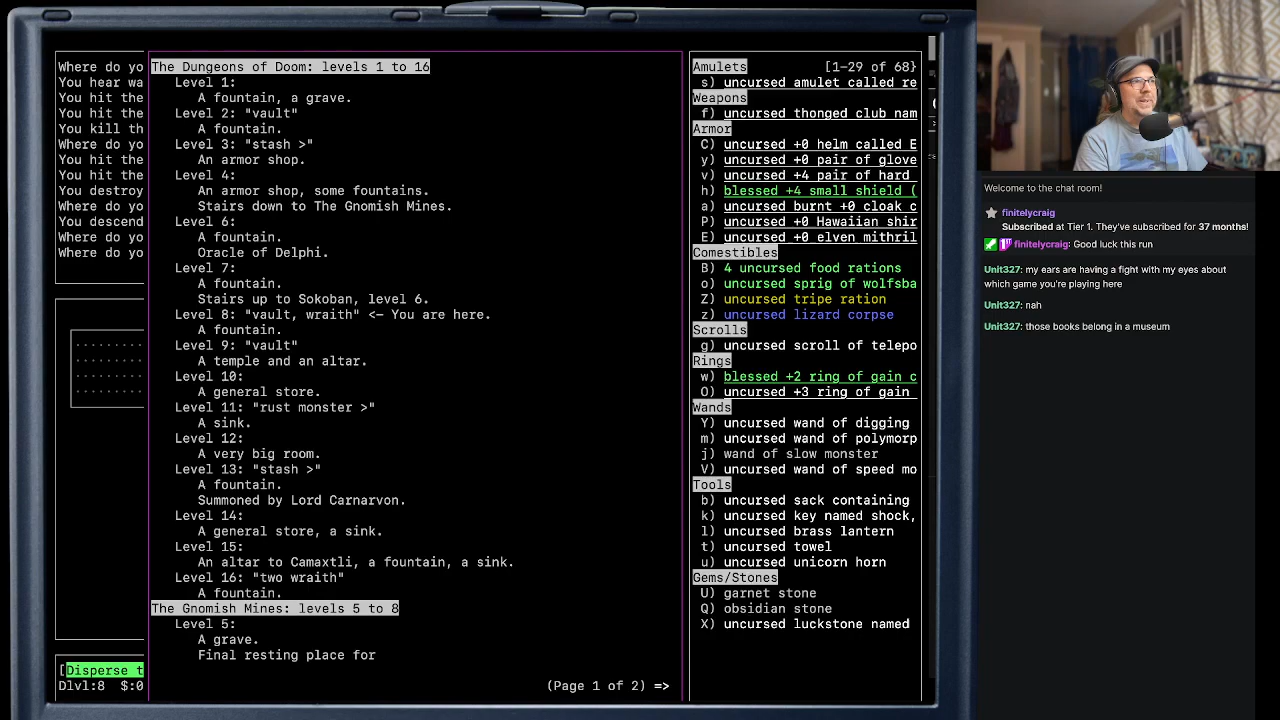 Where do yo
You hear wa
You hit the
You hit the
You kill th
Where do yo
You hit the
You hit the
You destroy
Where do yo
You descend
Where do yo
Where do yo
[Disperse t
Dlvl:8 $:0
The Dungeons of Doom: levels 1 to 16
Level 1:
A fountain, a grave.
Level 2: "vault"
A fountain.
Level 3: "stash >"
An armor shop.
Level 4:
An armor shop, some fountains.
Stairs down to The Gnomish Mines.
Level 6:
A fountain.
Oracle of Delphi.
Level 7:
A fountain.
Stairs up to Sokoban, level 6.
Level 8: "vault, wraith" <- You are here.
A fountain.
Level 9: "vault"
A temple and an altar.
Level 10:
A general store.
Level 11: "rust monster >"
A sink.
Level 12:
A very big room.
Level 13: "stash >"
A fountain.
Summoned by Lord Carnarvon.
Level 14:
A general store, a sink.
Level 15:
An altar to Camaxtli, a fountain, a sink.
Level 16: "two wraith"
A fountain.
The Gnomish Mines: levels 5 to 8
Level 5:
A grave.
Final resting place for
(Page 1 of 2) =>
Amulets [1-29 of 68}
s) uncursed amulet called re
Weapons
f) uncursed thonged club nam
Armor
C) uncursed +0 helm called E
y) uncursed +0 pair of glove
v) uncursed +4 pair of hard
h) blessed +4 small shield (
a) uncursed burnt +0 cloak c
P) uncursed +0 Hawaiian shir
E) uncursed +0 elven mithril
Comestibles
B) 4 uncursed food rations
o) uncursed sprig of wolfsba
Z) uncursed tripe ration
z) uncursed lizard corpse
Scrolls
g) uncursed scroll of telepo
Rings
w) blessed +2 ring of gain c
O) uncursed +3 ring of gain
Wands
Y) uncursed wand of digging
m) uncursed wand of polymorp
j) wand of slow monster
V) uncursed wand of speed mo
Tools
b) uncursed sack containing
k) uncursed key named shock,
l) uncursed brass lantern
t) uncursed towel
u) uncursed unicorn horn
Gems/Stones
U) garnet stone
Q) obsidian stone
X) uncursed luckstone named
Welcome to the chat room!
finitelycraig
Subscribed at Tier 1. They've subscribed for 37 months!
finitelycraig: Good luck this run
Unit327: my ears are having a fight with my eyes about
which game you're playing here
Unit327: nah
Unit327: those books belong in a museum